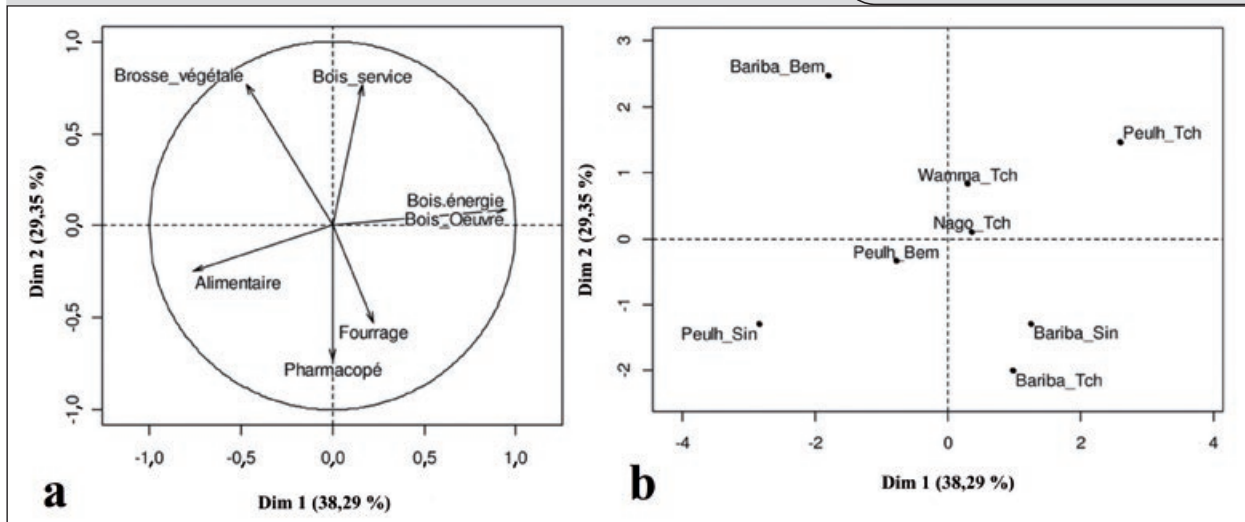 1,0
0,5
0,0
-0,5
-1,0
Dim 2 (29,35 %)
Brosse_végétale
Bois_service
Bois.énergie
Bois_Oeuvre
Alimentaire
Fourrage
Pharmacopé
-1,0 -0,5 0,0 0,5 1,0
a
Dim 1 (38,29 %)
3
2
1
0
-1
-2
Dim 2 (29,35 %)
Bariba_Bem
Peulh_Tch
Wamma_Tch
Nago_Tch
Peulh_Bem
Peulh_Sin
Bariba_Sin
Bariba_Tch
-4 -2 0 2 4
b
Dim 1 (38,29 %)